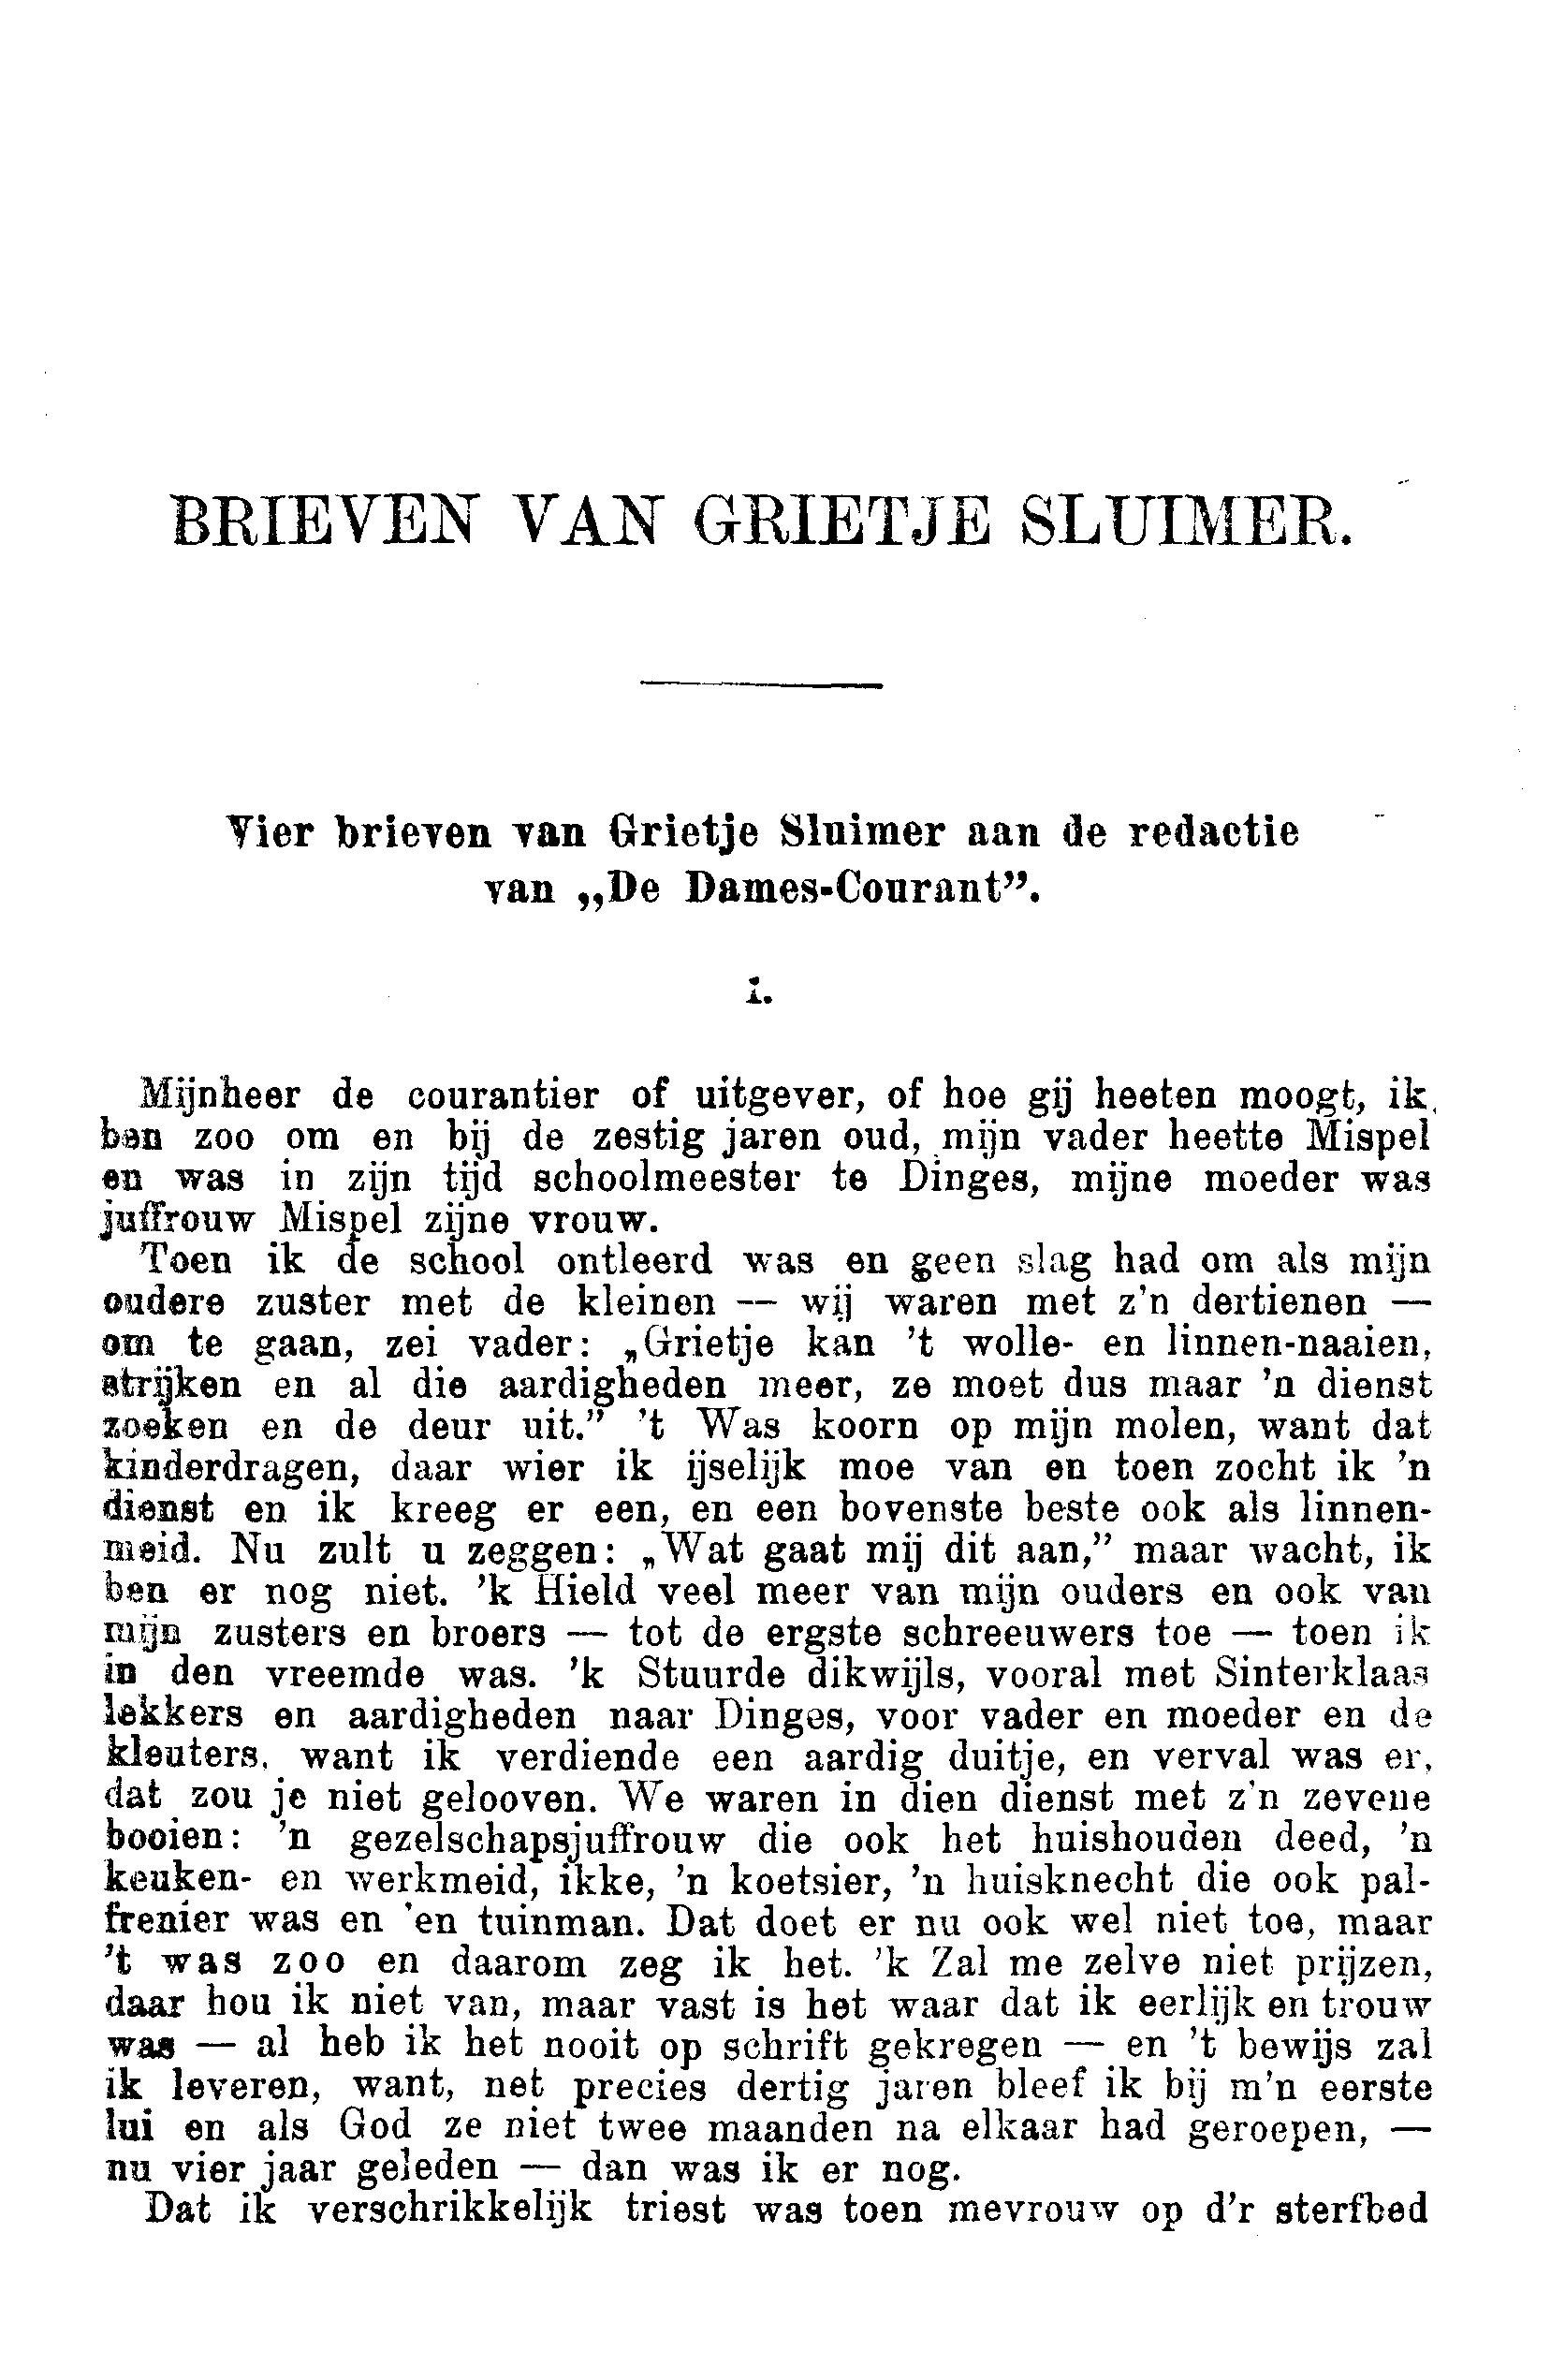 BRIEVEN VAN GRIETJE SLUIMER.
Vier brieven van Grietje Sluimer aan de redactie
van „De Dames-Courant”.
I.
Mijnheer de courantier of uitgever, of hoe gij heeten moogt, ik
ben zoo om en bij de zestig jaren oud, mijn vader heette Mispel
en was in zijn tijd schoolmeester te Dinges, mijne moeder was
juffrouw Mispel zijne vrouw.
Toen ik de school ontleerd was en geen slag had om als mijn
oudere zuster met de kleinen — wij waren met z'n dertienen —
om te gaan, zei vader: „Grietje kan 't wolle- en linnen-naaien,
strijken en al die aardigheden meer, ze moet dus maar 'n dienst
zoeken en de deur uit.” 't Was koorn op mijn molen, want dat
kinderdragen, daar wier ik ijselijk moe van en toen zocht ik 'n
dienst en ik kreeg er een, en een bovenste beste ook als linnen-
meid. Nu zult u zeggen: „Wat gaat mij dit aan,” maar wacht, ik
ben er nog niet. 'k Hield veel meer van mijn ouders en ook van
mijn zusters en broers — tot de ergste schreeuwers toe — toen ik
in den vreemde was. 'k Stuurde dikwijls, vooral met Sinterklaas
lekkers en aardigheden naar Dinges, voor vader en moeder en de
kleuters, want ik verdiende een aardig duitje, en verval was er,
dat zou je niet gelooven. We waren in dien dienst met z'n zevene
booien: 'n gezelschapsjuffrouw die ook het huishouden deed, 'n
keuken- en werkmeid, ikke, 'n koetsier, 'n huisknecht die ook pal-
frenier was en 'en tuinman. Dat doet er nu ook wel niet toe, maar
't was zoo en daarom zeg ik het. 'k Zal me zelve niet prijzen,
daar hou ik niet van, maar vast is het waar dat ik eerlijk en trouw
was — al heb ik het nooit op schrift gekregen — en 't bewijs zal
ik leveren, want, net precies dertig jaren bleef ik bij m'n eerste
lui en als God ze niet twee maanden na elkaar had geroepen, —
nu vier jaar geleden — dan was ik er nog.
Dat ik verschrikkelijk triest was toen mevrouw op d'r sterfbed